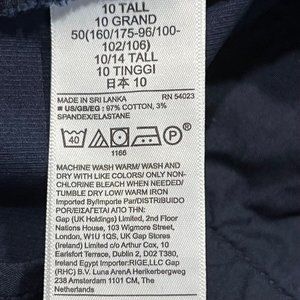 10 TALL
10 GRAND
50(160/175-96/100-
102/106)
10/14 TALL
10 TINGGI
日本 10
MADE IN SRI LANKA
RN 54023
US/GB/EG: 97% COTTON, 3%
SPANDEX/ELASTANE
40
P
1166
MACHINE WASH WARM/ WASH AND
DRY WITH LIKE COLORS/ ONLY NON-
CHLORINE BLEACH WHEN NEEDED/
TUMBLE DRY LOW/ WARM IRON
Imported By/Importe Par/Distribuido
POR/ΕΙΣΑΓΕΤΑΙ ΑΠΟ ΤΗΝ
Gap (UK Holdings) Limited, 2nd Floor
Nations House, 103 Wigmore Street,
London, W1U 1QS, UK Gap Stores
(Ireland) Limited c/o Arthur Cox, 10
Earlsfort Terrace, Dublin 2, D02 T380,
Ireland Egypt Importer:RIGE,LLC Gap
(RHC) B.V. Luna ArenA Herikerbergweg
238 Amsterdam 1101 CM, The
Netherlands